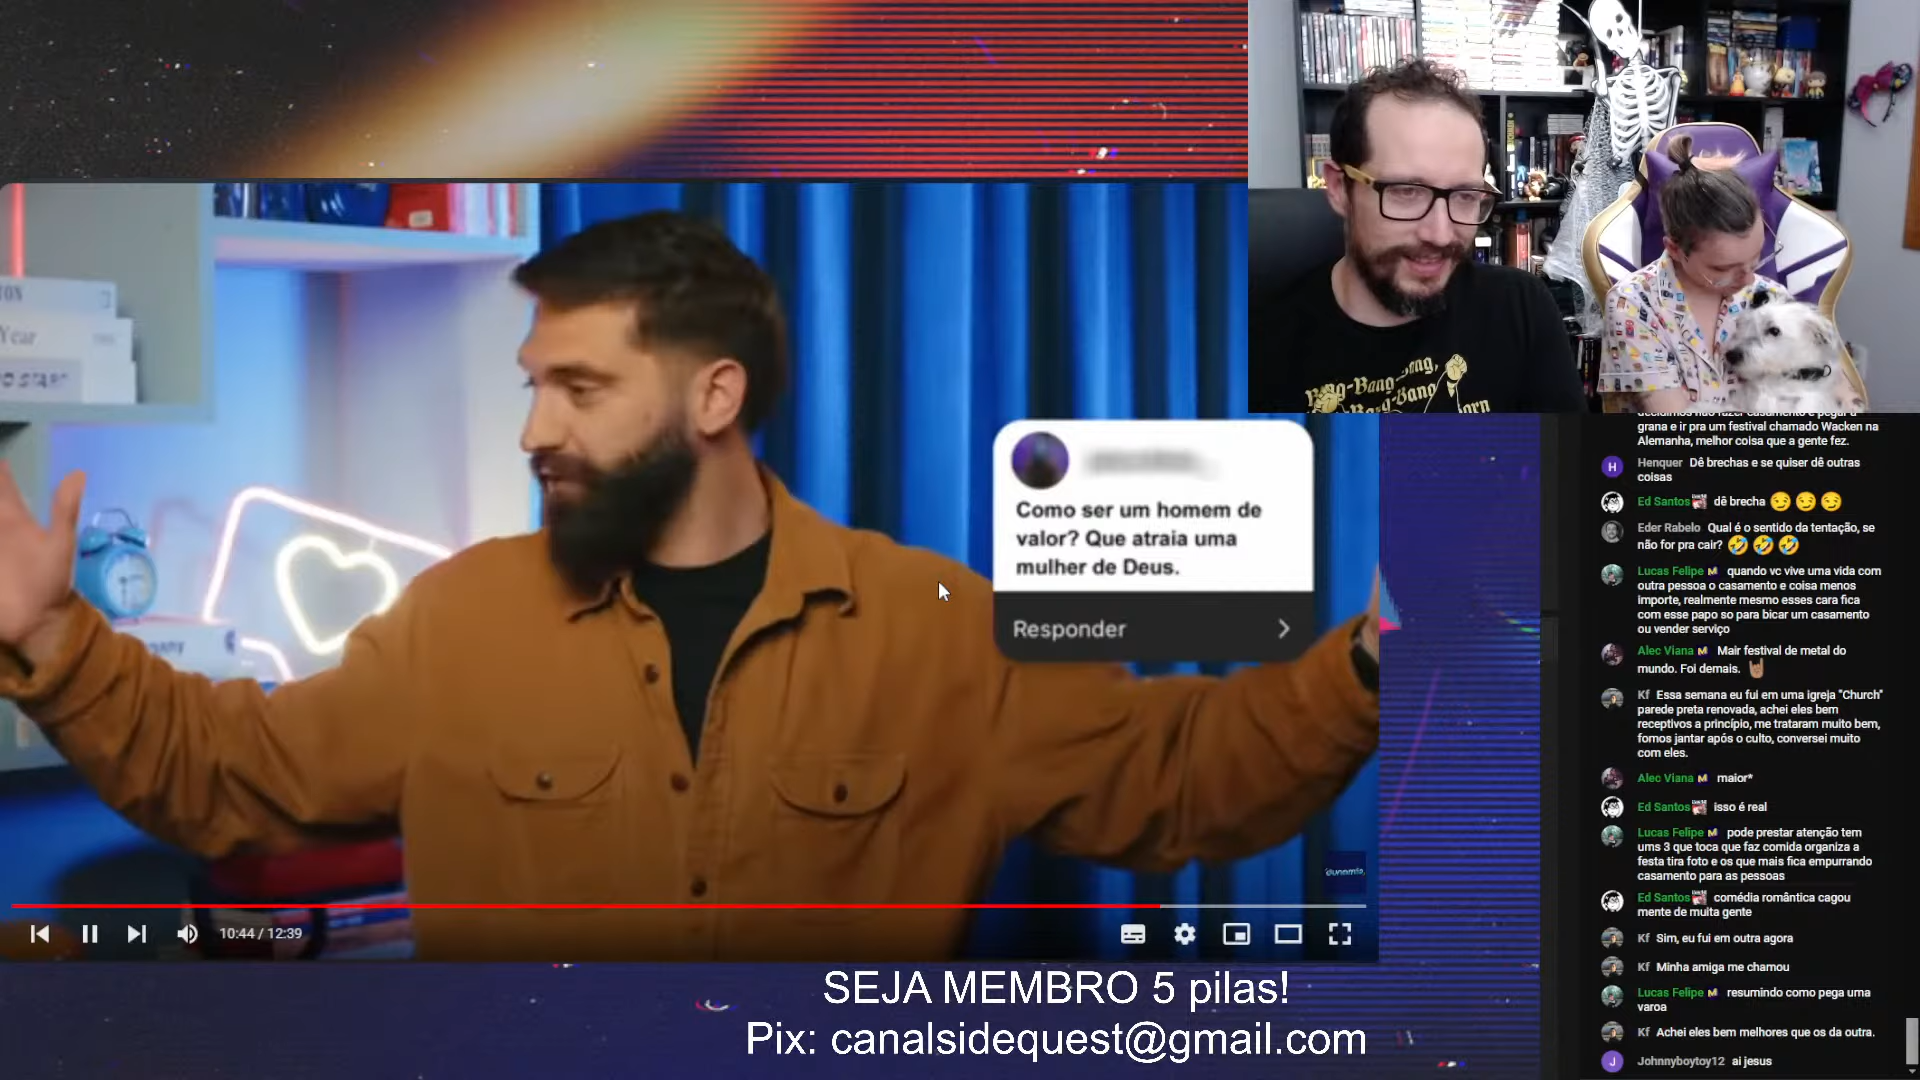 Year
Como ser um homem de
valor? Que atraia uma
mulher de Deus.
Responder
10:44 / 12:39
dunamis.
SEJA MEMBRO 5 pilas!
Pix: canalsidequest@gmail.com
Bang-Bang
grana e ir pra um festival chamado Wacken na
Alemanha, melhor coisa que a gente fez.
H Henquer Dê brechas e se quiser dê outras
coisas
Ed Santos dê brecha 😏 😏 😏
Eder Rabelo Qual é o sentido da tentação, se
não for pra cair? 🤣 🤣 🤣
Lucas Felipe M quando vc vive uma vida com
outra pessoa o casamento e coisa menos
importe, realmente mesmo esses cara fica
com esse papo so para bicar um casamento
ou vender serviço
Alec Viana M Mair festival de metal do
mundo. Foi demais. 🤘🏽
Kf Essa semana eu fui em uma igreja "Church"
parede preta renovada, achei eles bem
receptivos a princípio, me trataram muito bem,
fomos jantar após o culto, conversei muito
com eles.
Alec Viana M maior*
Ed Santos isso é real
Lucas Felipe M pode prestar atenção tem
ums 3 que toca que faz comida organiza a
festa tira foto e os que mais fica empurrando
casamento para as pessoas
Ed Santos comédia romântica cagou
mente de muita gente
Kf Sim, eu fui em outra agora
Kf Minha amiga me chamou
Lucas Felipe M resumindo como pega uma
varoa
Kf Achei eles bem melhores que os da outra.
J Johnnyboytoy12 ai jesus